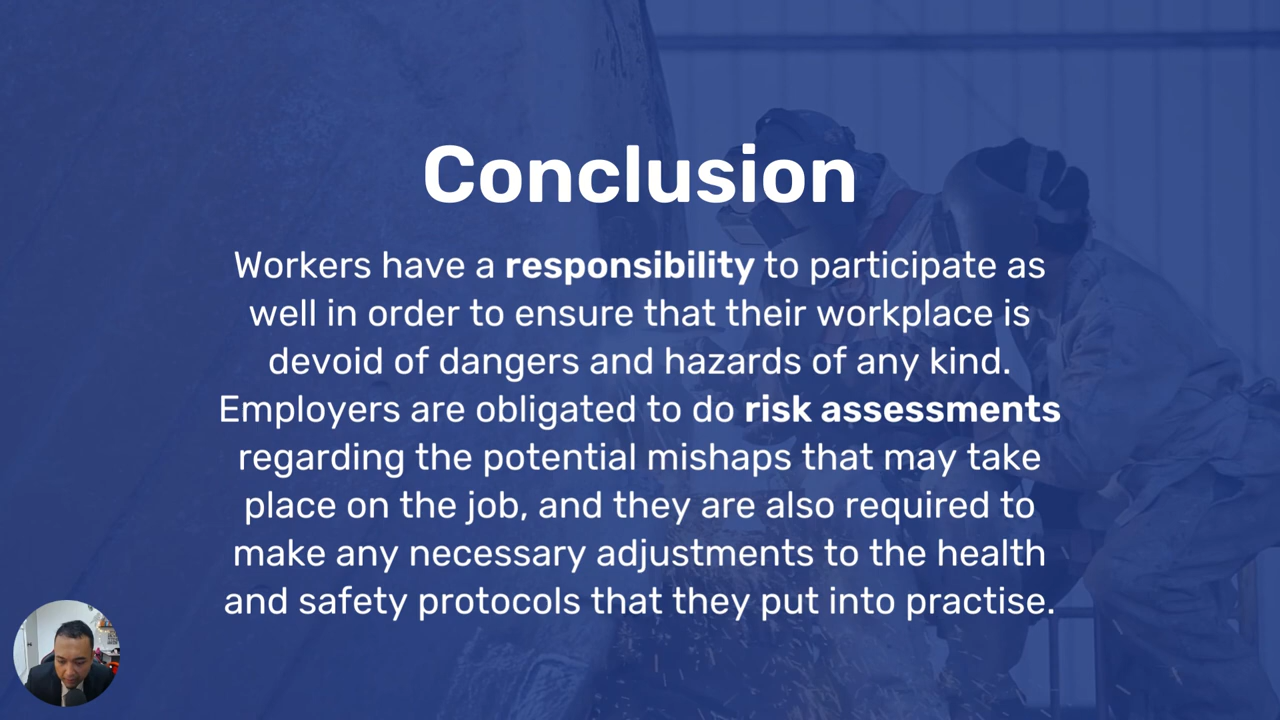 Conclusion
Workers have a responsibility to participate as
well in order to ensure that their workplace is
devoid of dangers and hazards of any kind.
Employers are obligated to do risk assessments
regarding the potential mishaps that may take
place on the job, and they are also required to
make any necessary adjustments to the health
and safety protocols that they put into practise.